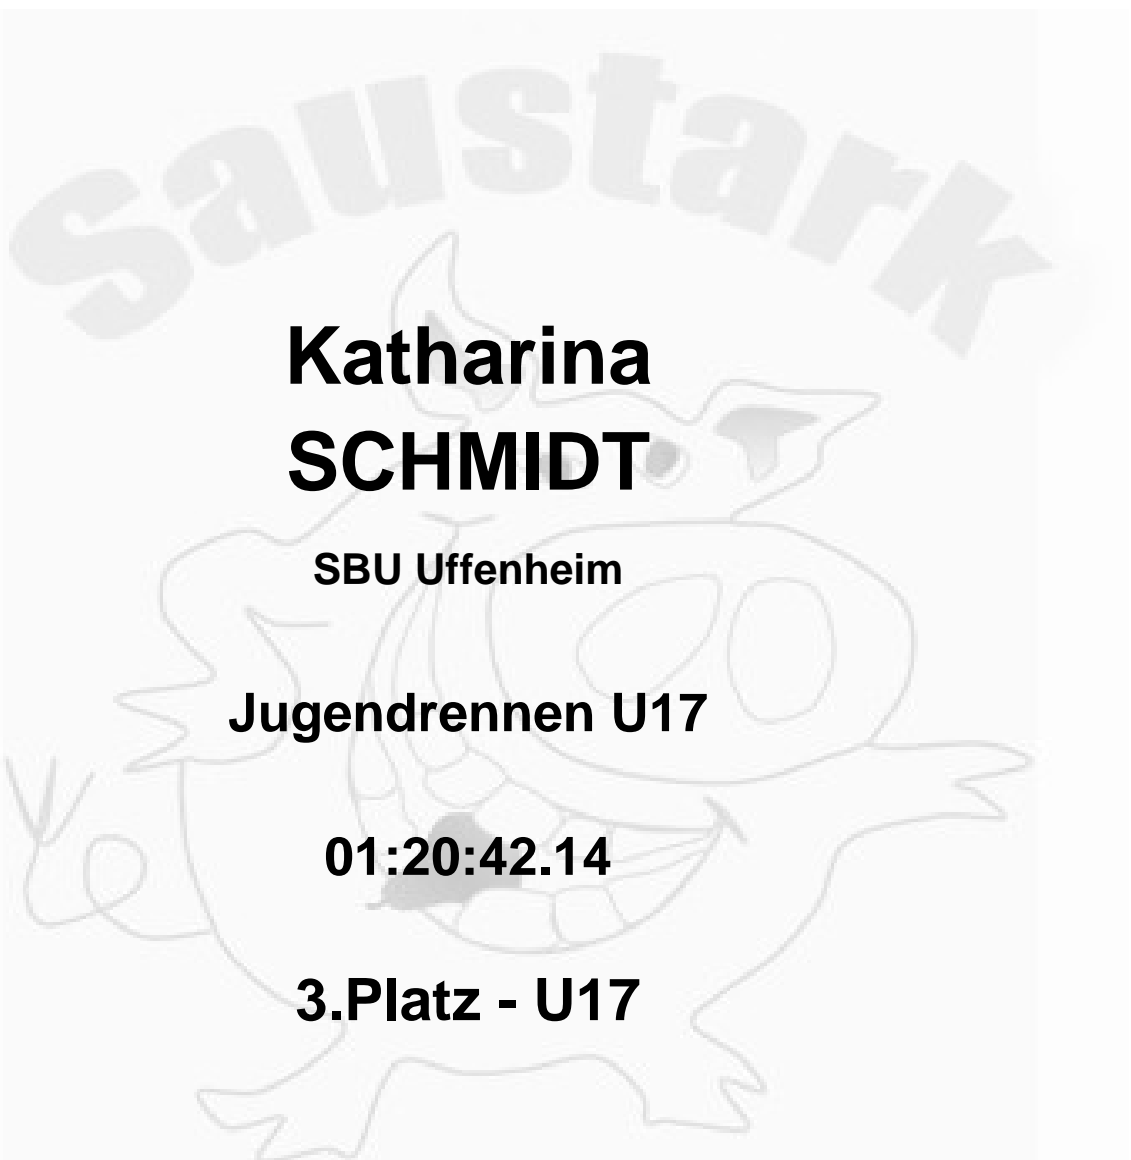 Saustark
Katharina
SCHMIDT
SBU Uffenheim
Jugendrennen U17
01:20:42.14
3.Platz - U17